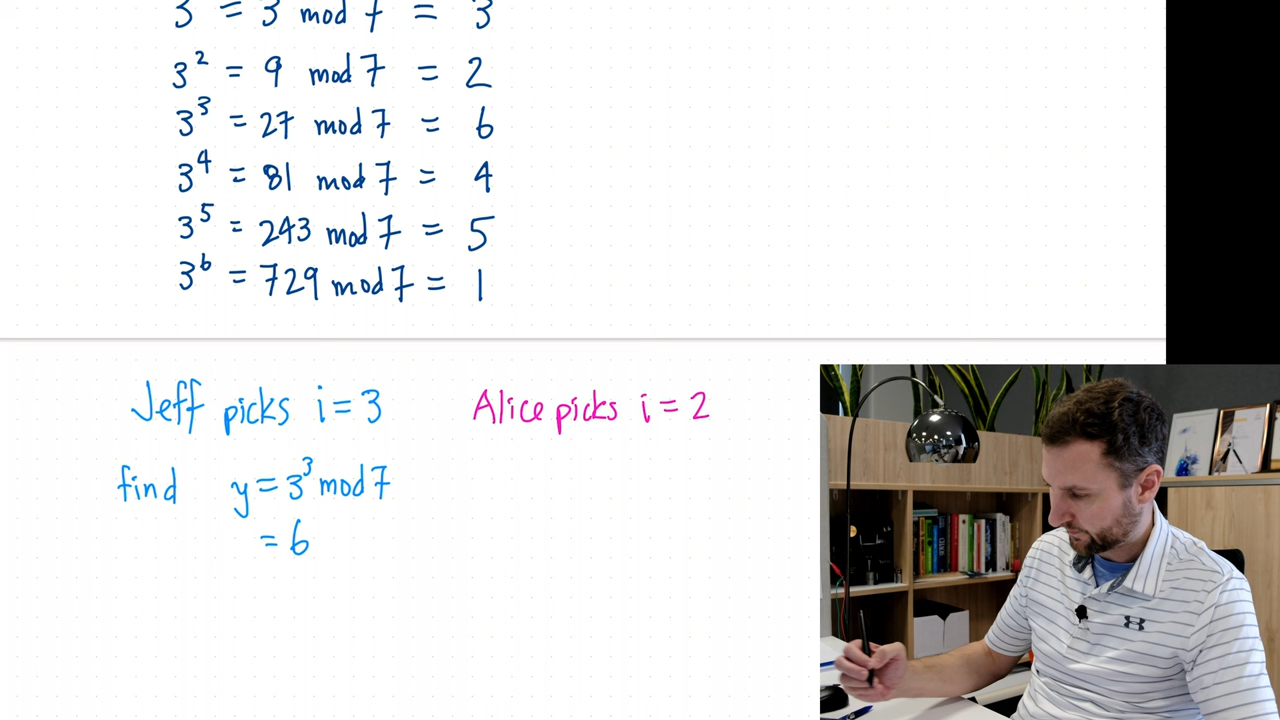 3 = 3 mod 7 = 3
3² = 9 mod 7 = 2
3³ = 27 mod 7 = 6
3⁴ = 81 mod 7 = 4
3⁵ = 243 mod 7 = 5
3⁶ = 729 mod 7 = 1
Jeff picks i = 3
Alice picks i = 2
find y = 3³ mod 7
= 6